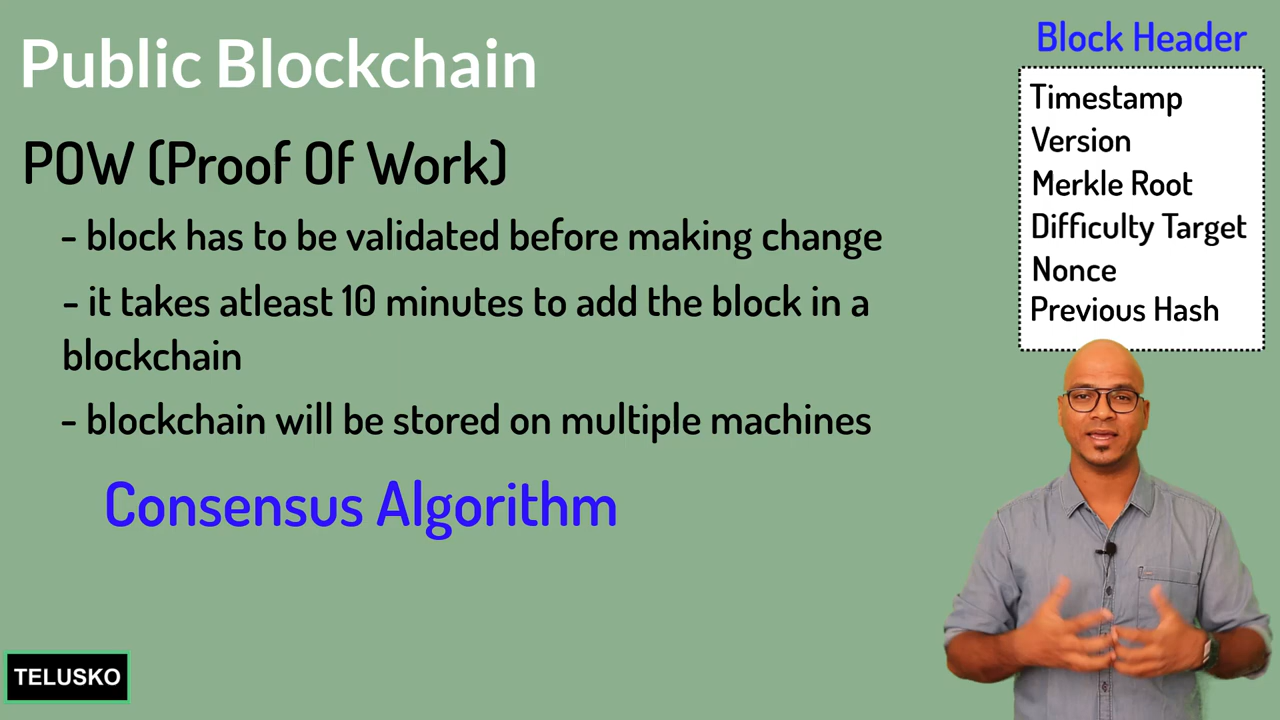 Public Blockchain
POW (Proof Of Work)
- block has to be validated before making change
- it takes atleast 10 minutes to add the block in a
blockchain
- blockchain will be stored on multiple machines
Consensus Algorithm
Block Header
Timestamp
Version
Merkle Root
Difficulty Target
Nonce
Previous Hash
TELUSKO